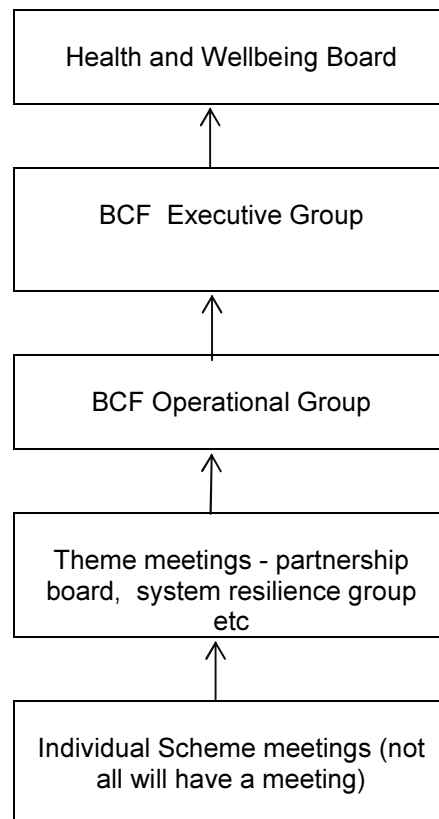 Health and Wellbeing Board
BCF  Executive Group
BCF Operational Group
Theme meetings - partnership
board,  system resilience group
etc
Individual Scheme meetings (not
all will have a meeting)